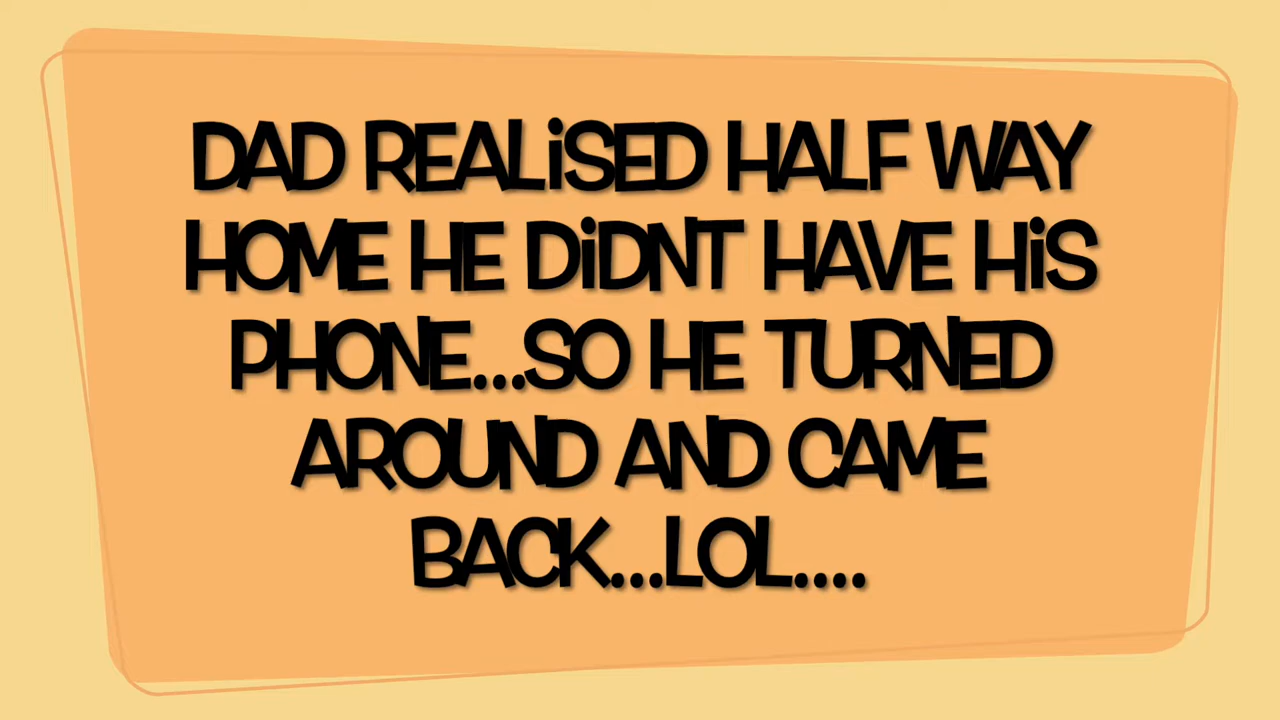 DAD REALiSED HALF WAY
HOME HE DiDNT HAVE HiS
PHONE...SO HE TURNED
AROUND AND CAME
BACK...LOL....